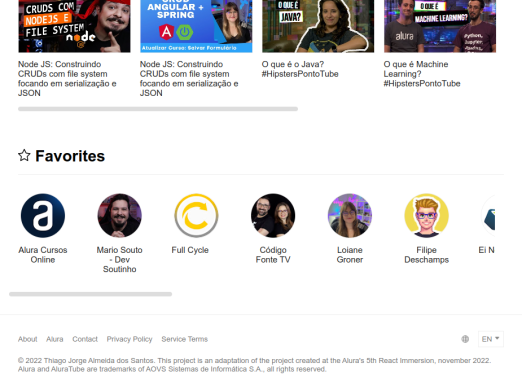 CRUDS COM
NODEJS E
FILE SYSTEM
node
CRUD
ANGULAR +
SPRING
Atualizar Curso: Salvar Formulário
O QUE É
JAVA?
O QUE É
MACHINE LEARNING?
alura
Node JS: Construindo
CRUDs com file system
focando em serialização e
JSON
Node JS: Construindo
CRUDs com file system
focando em serialização e
JSON
O que é o Java?
#HipstersPontoTube
O que é Machine
Learning?
#HipstersPontoTube
Favorites
a
Alura Cursos
Online
Mario Souto
- Dev
Soutinho
Full Cycle
Código
Fonte TV
Loiane
Groner
Filipe
Deschamps
Ei N
About Alura Contact Privacy Policy Service Terms
EN
© 2022 Thiago Jorge Almeida dos Santos. This project is an adaptation of the project created at the Alura's 5th React Immersion, november 2022.
Alura and AluraTube are trademarks of AOVS Sistemas de Informática S.A., all rights reserved.